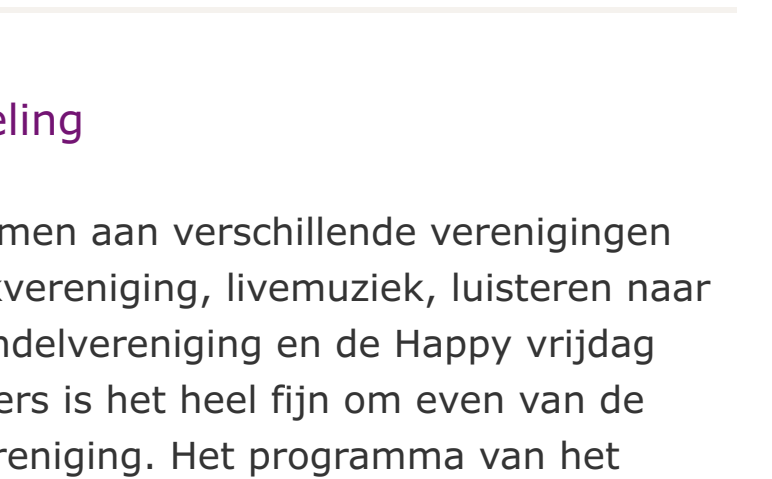 eling
men aan verschillende verenigingen
kvereniging, livemuziek, luisteren naar
ndelvereniging en de Happy vrijdag
ers is het heel fijn om even van de
reniging. Het programma van het